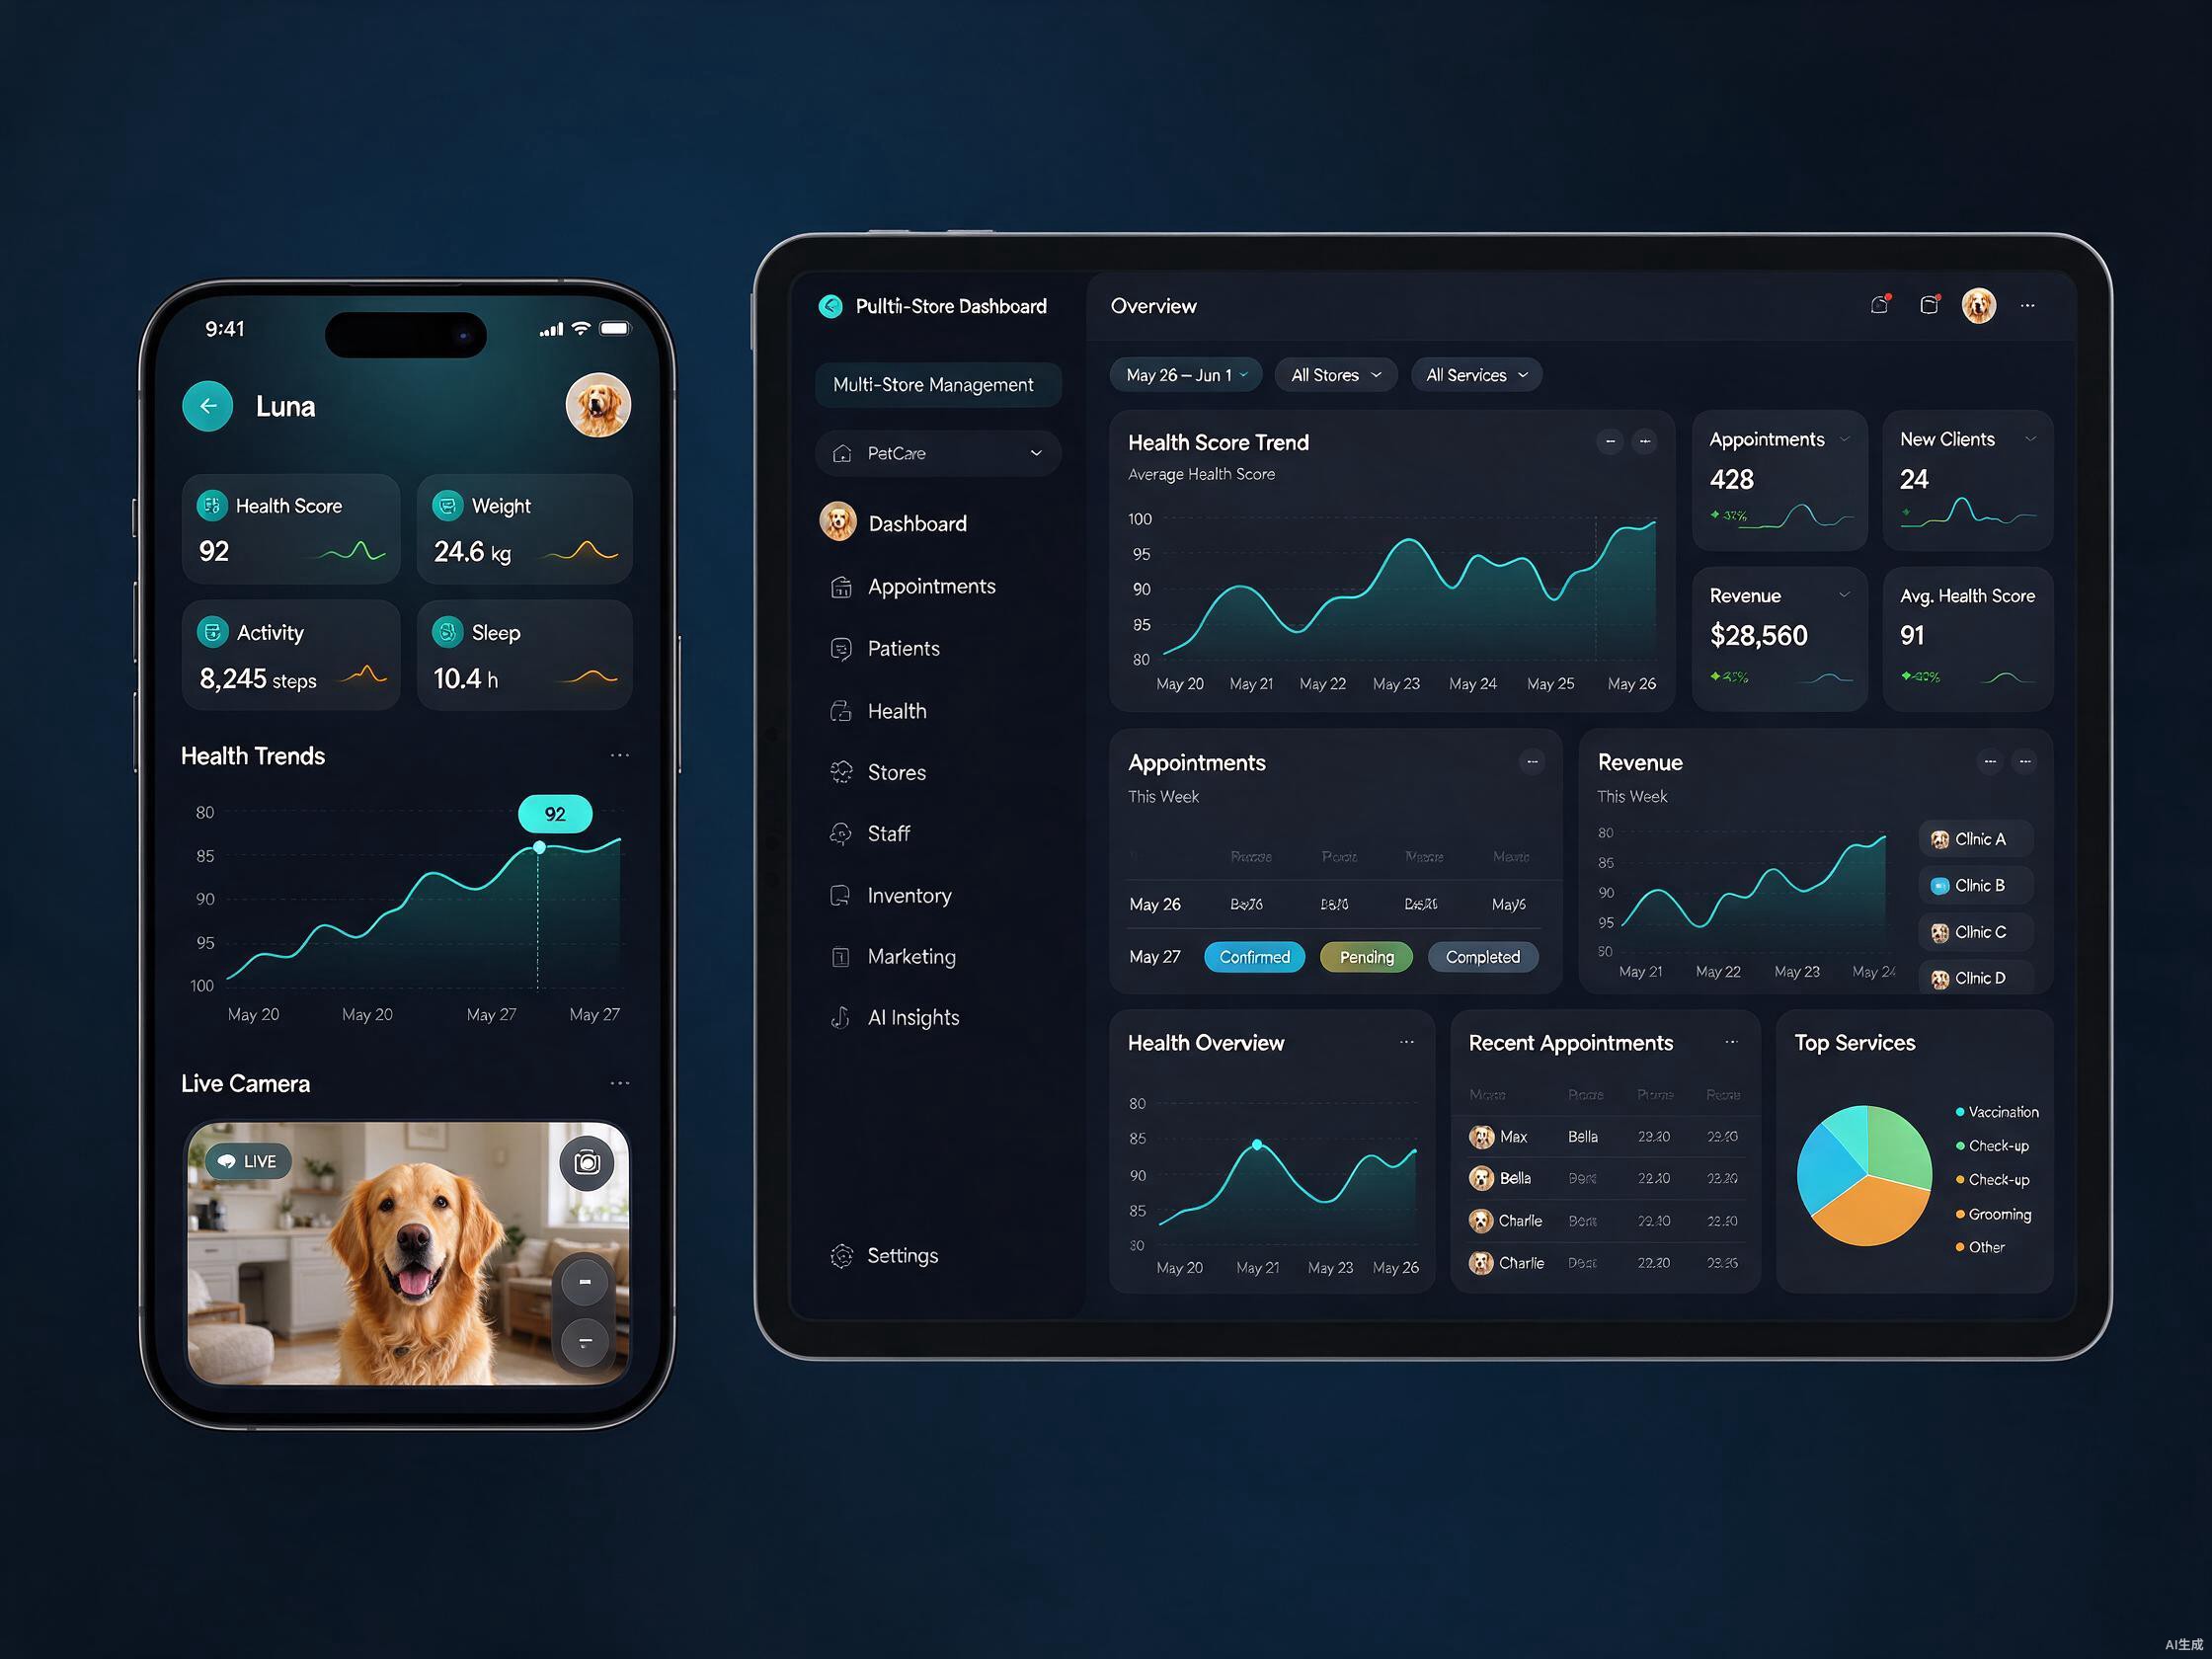 9:41
Luna
Health Score
92
Weight
24.6 kg
Activity
8,245 steps
Sleep
10.4 h
Health Trends
92
80
85
90
95
100
May 20 May 20 May 27 May 27
Live Camera
LIVE
Pulltii-Store Dashboard
Multi-Store Management
PetCare
Dashboard
Appointments
Patients
Health
Stores
Staff
Inventory
Marketing
AI Insights
Settings
Overview
May 26 – Jun 1
All Stores
All Services
Health Score Trend
Average Health Score
100
95
90
85
80
May 20 May 21 May 22 May 23 May 24 May 25 May 26
Appointments
428
New Clients
24
Revenue
$28,560
Avg. Health Score
91
Appointments
This Week
May 26
May 27 Confirmed Pending Completed
Revenue
This Week
80
85
90
95
May 21 May 22 May 23 May 24
Clinic A
Clinic B
Clinic C
Clinic D
Health Overview
80
85
90
85
May 20 May 21 May 23 May 26
Recent Appointments
Max Bella
Bella
Charlie
Charlie
Top Services
Vaccination
Check-up
Check-up
Grooming
Other
AI生成